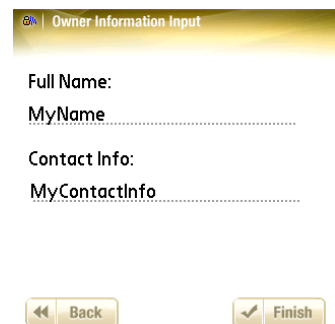 Owner Information Input
Full Name:
MyName
Contact Info:
MyContactInfo
Back
Finish